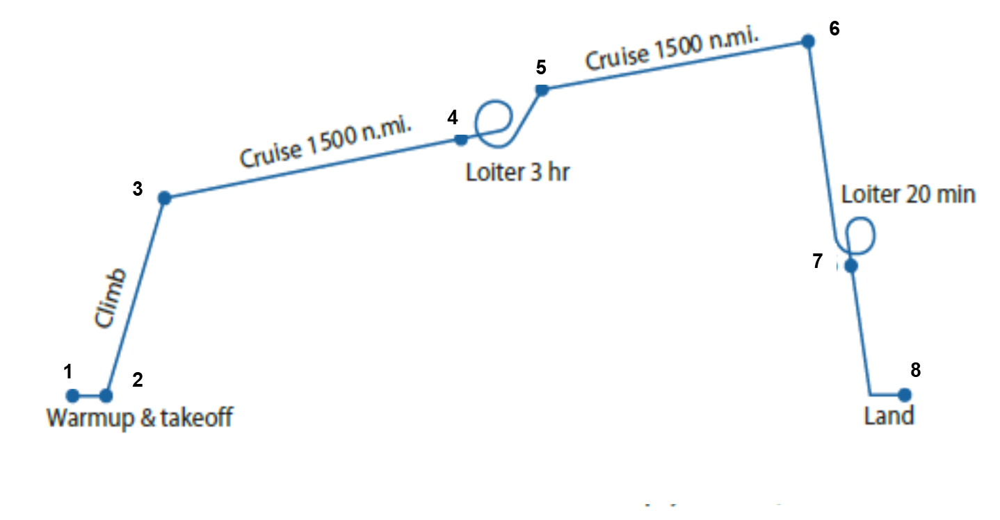 6
Cruise 1500 n.mi.
5
4
Cruise 1500 n.mi.
Loiter 3 hr
3
Loiter 20 min
7
Climb
1
2
8
Warmup & takeoff
Land